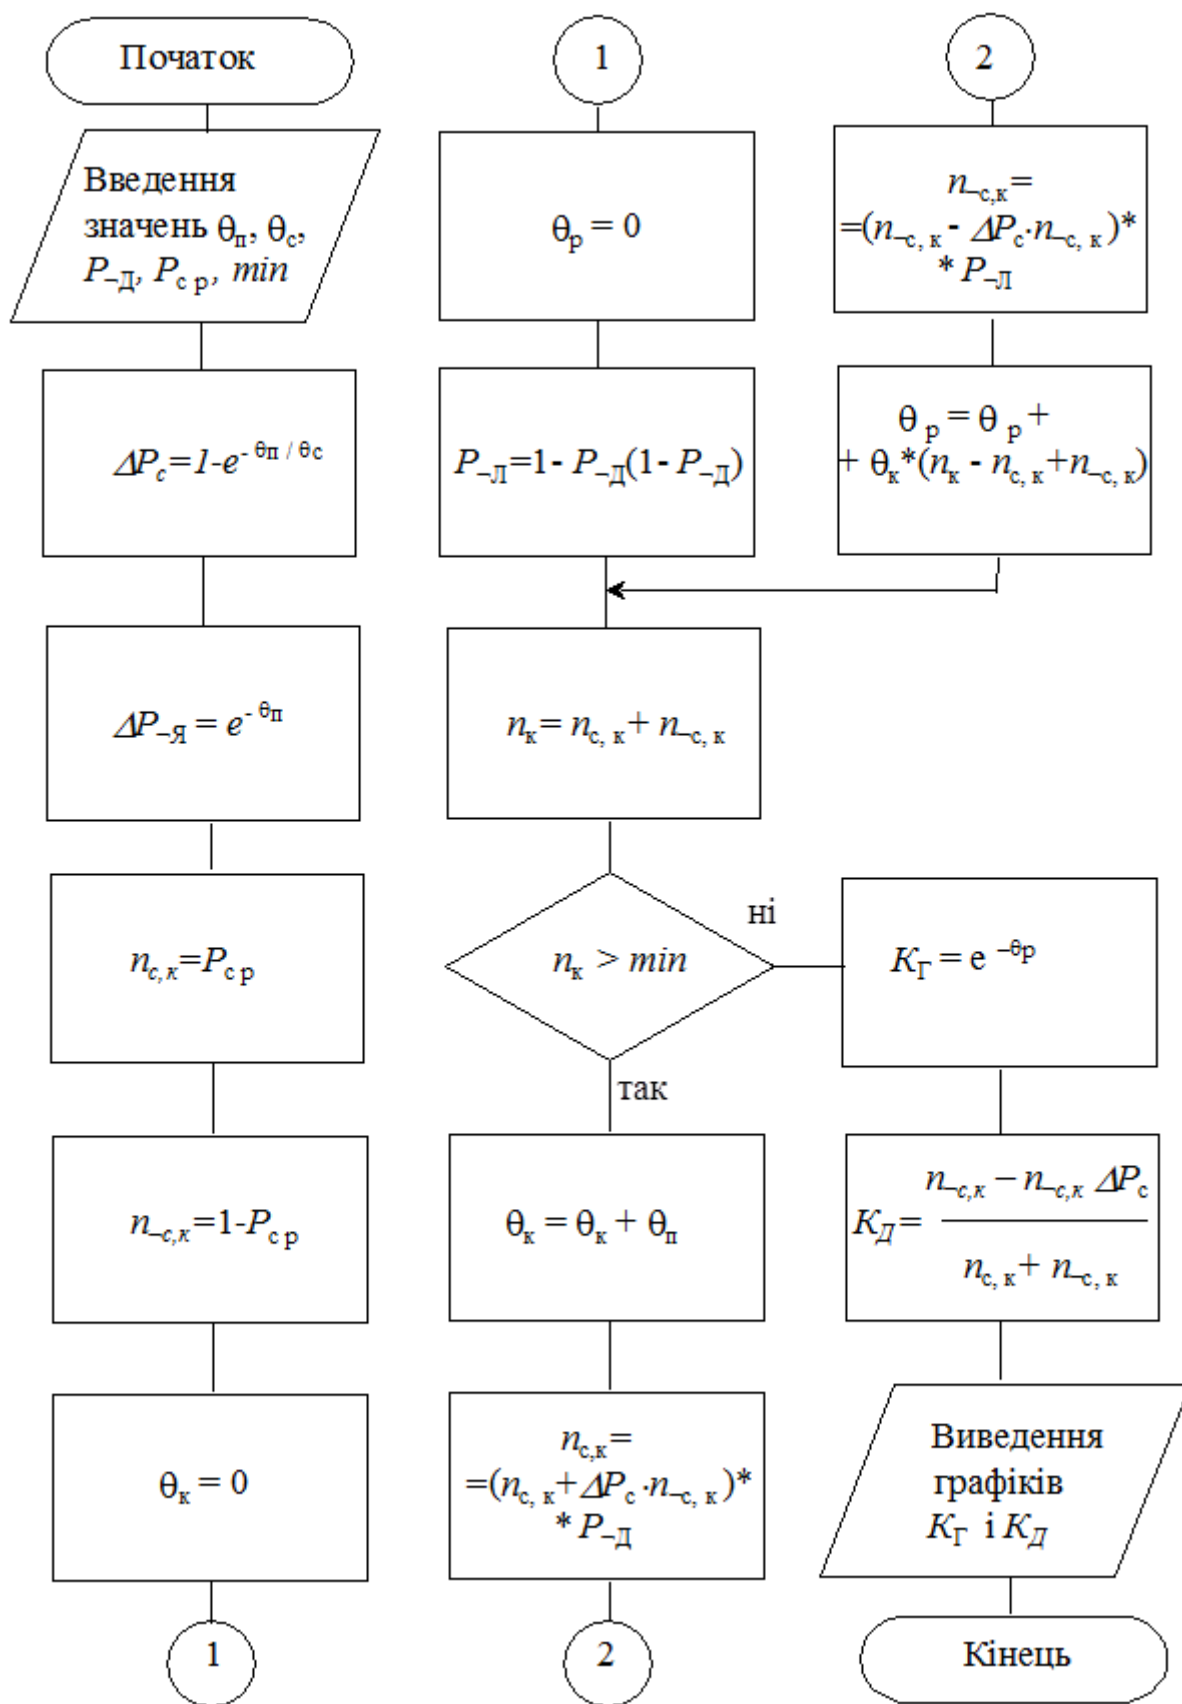 Початок
Введення
значень θп, θс,
P¬Д, Pс р, min
ΔPc=1-e- θп / θс
ΔP¬Я = e- θп
nc,к=Pс р
n¬c,к=1-Pс р
θк = 0
1
1
θр = 0
P¬Л=1- P¬Д(1- P¬Д)
nк= nс, к+ n¬с, к
nк > min
ні
так
θк = θк + θп
nс,к=
=(nс, к+ΔPс·n¬с, к)*
* P¬Д
2
2
n¬с,к=
=(n¬с, к- ΔPс·n¬с, к)*
* P¬Л
θ р = θ р +
+ θк*(nк - nс, к+n¬с, к)
KГ = e –θр
KД= n¬с,к – n¬с,к ΔPс
nс, к+ n¬с, к
Виведення
графіків
KГ і KД
Кінець